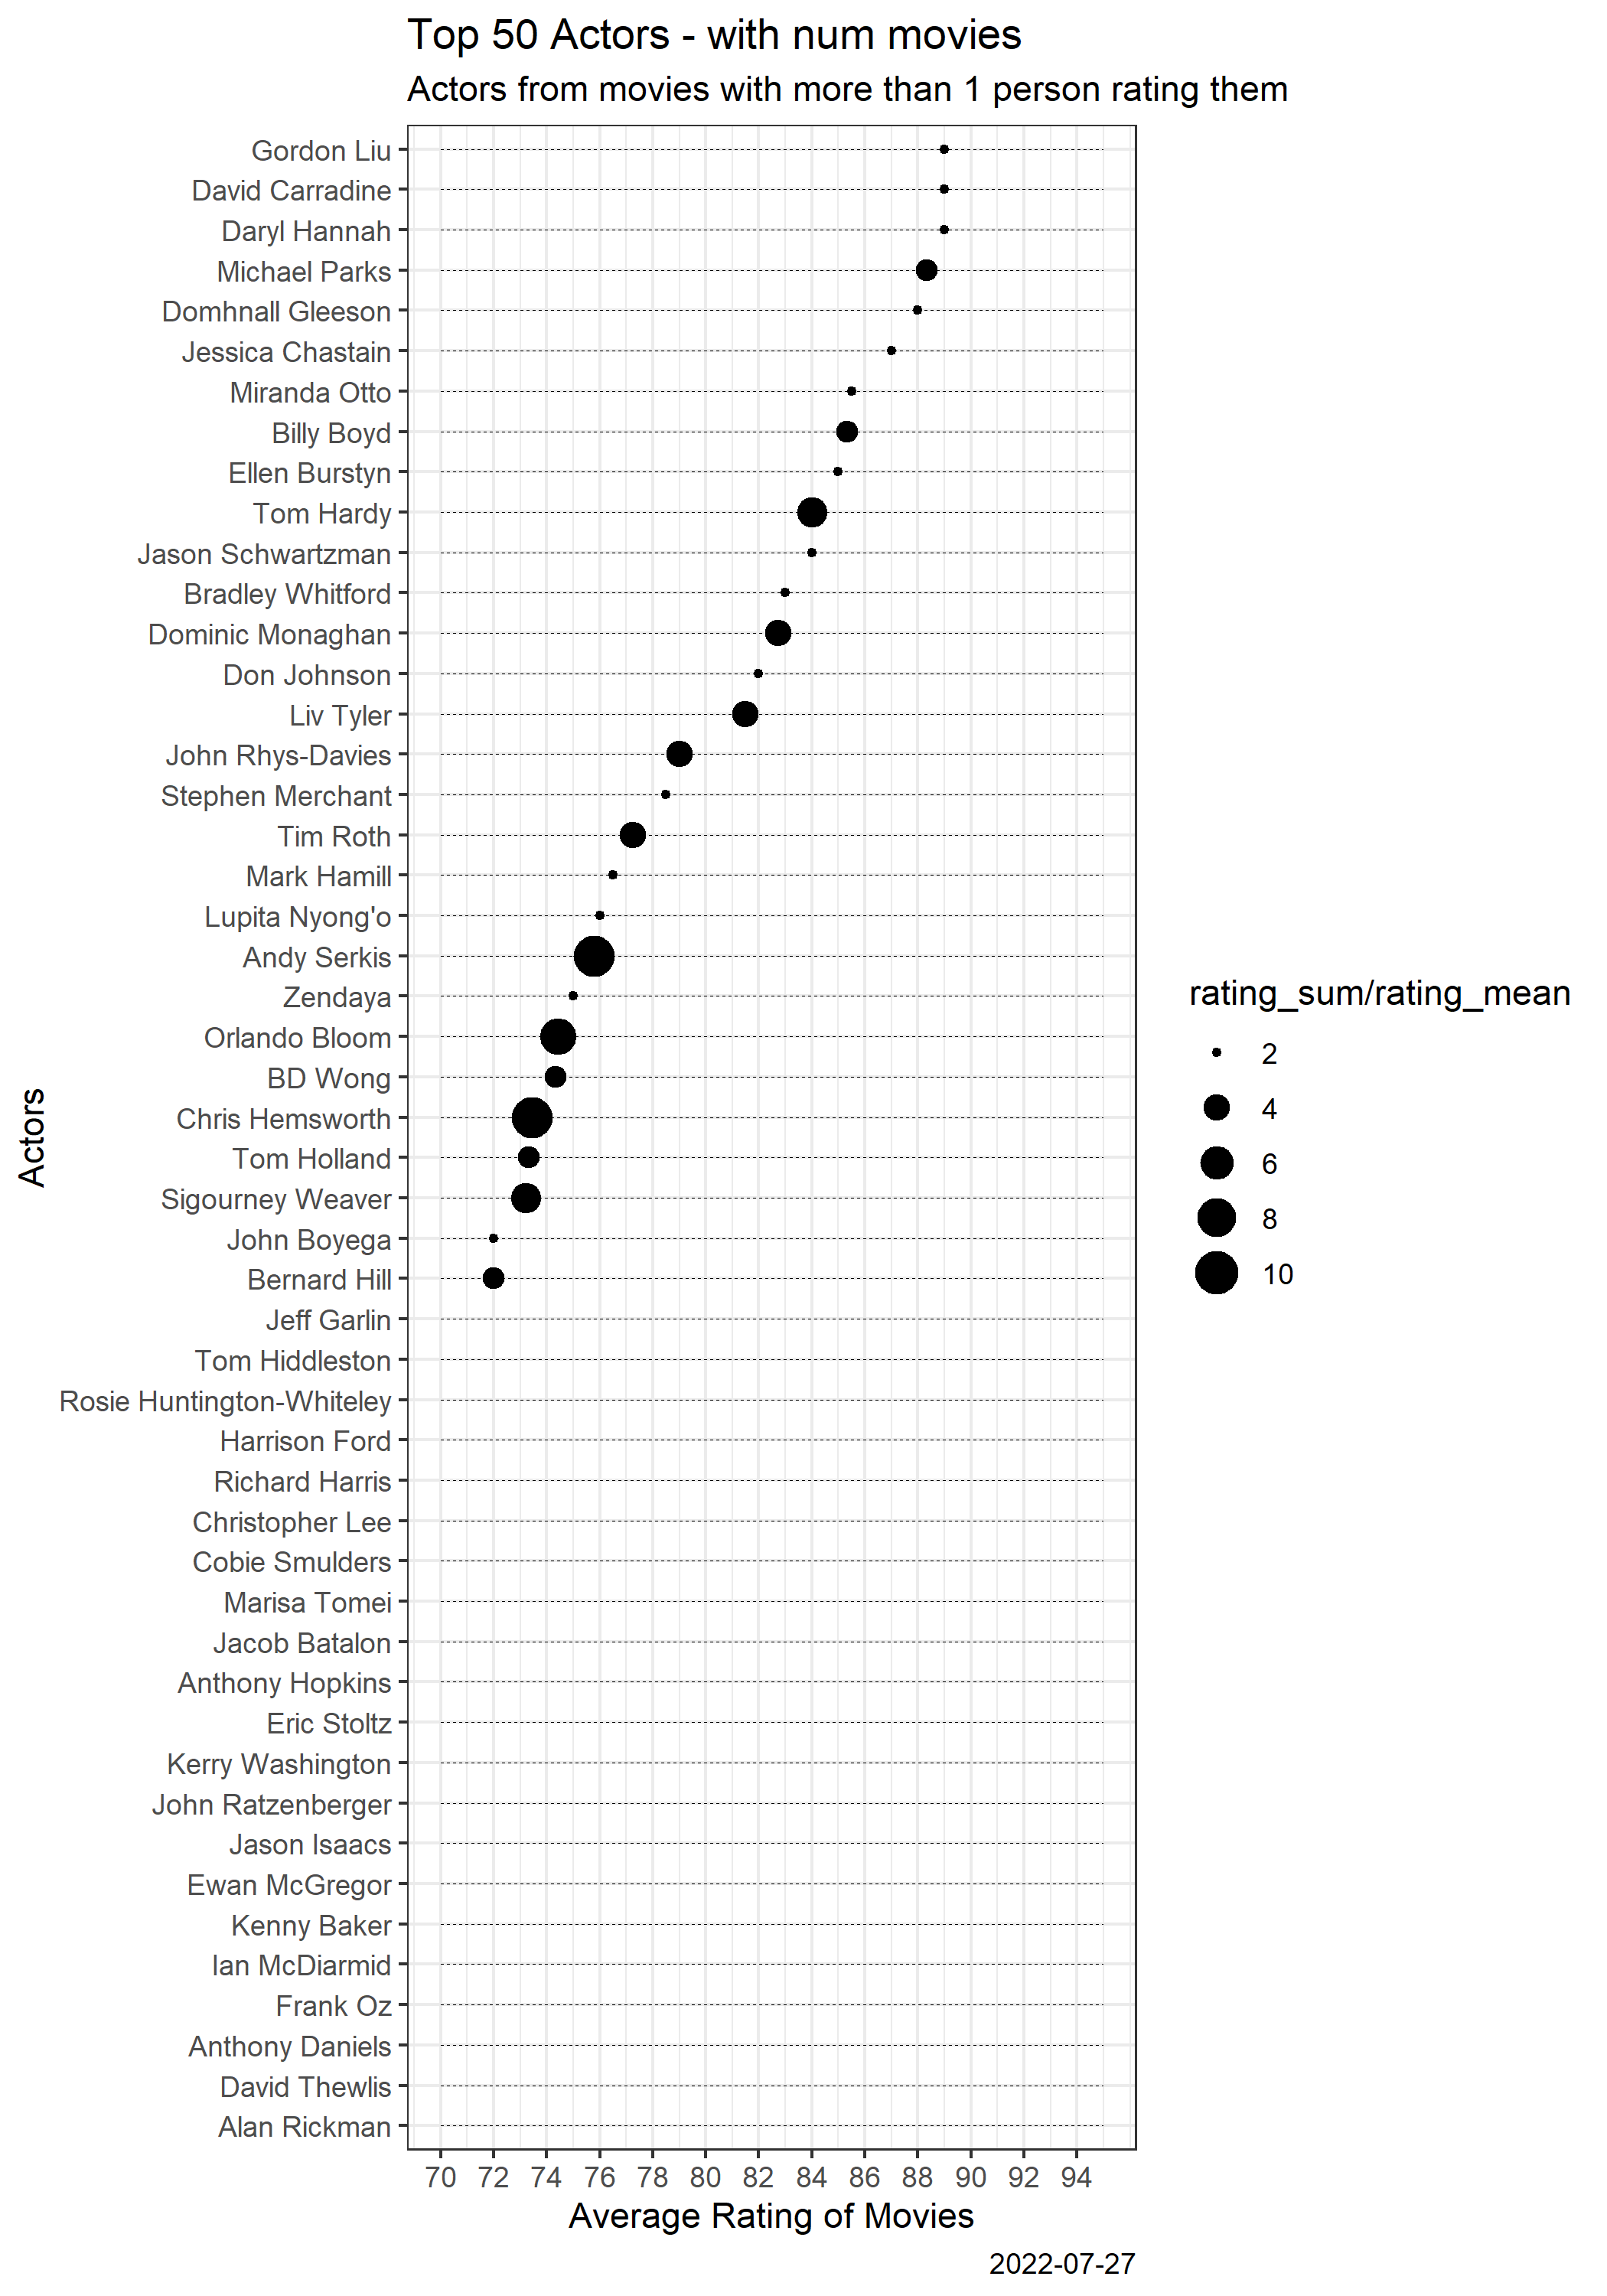 Top 50 Actors - with num movies
Actors from movies with more than 1 person rating them
Gordon Liu
David Carradine
Daryl Hannah
Michael Parks
Domhnall Gleeson
Jessica Chastain
Miranda Otto
Billy Boyd
Ellen Burstyn
Tom Hardy
Jason Schwartzman
Bradley Whitford
Dominic Monaghan
Don Johnson
Liv Tyler
John Rhys-Davies
Stephen Merchant
Tim Roth
Mark Hamill
Lupita Nyong'o
Andy Serkis
Zendaya
Orlando Bloom
BD Wong
Chris Hemsworth
Tom Holland
Sigourney Weaver
John Boyega
Bernard Hill
Jeff Garlin
Tom Hiddleston
Rosie Huntington-Whiteley
Harrison Ford
Richard Harris
Christopher Lee
Cobie Smulders
Marisa Tomei
Jacob Batalon
Anthony Hopkins
Eric Stoltz
Kerry Washington
John Ratzenberger
Jason Isaacs
Ewan McGregor
Kenny Baker
Ian McDiarmid
Frank Oz
Anthony Daniels
David Thewlis
Alan Rickman
Actors
70 72 74 76 78 80 82 84 86 88 90 92 94
Average Rating of Movies
rating_sum/rating_mean
2
4
6
8
10
2022-07-27